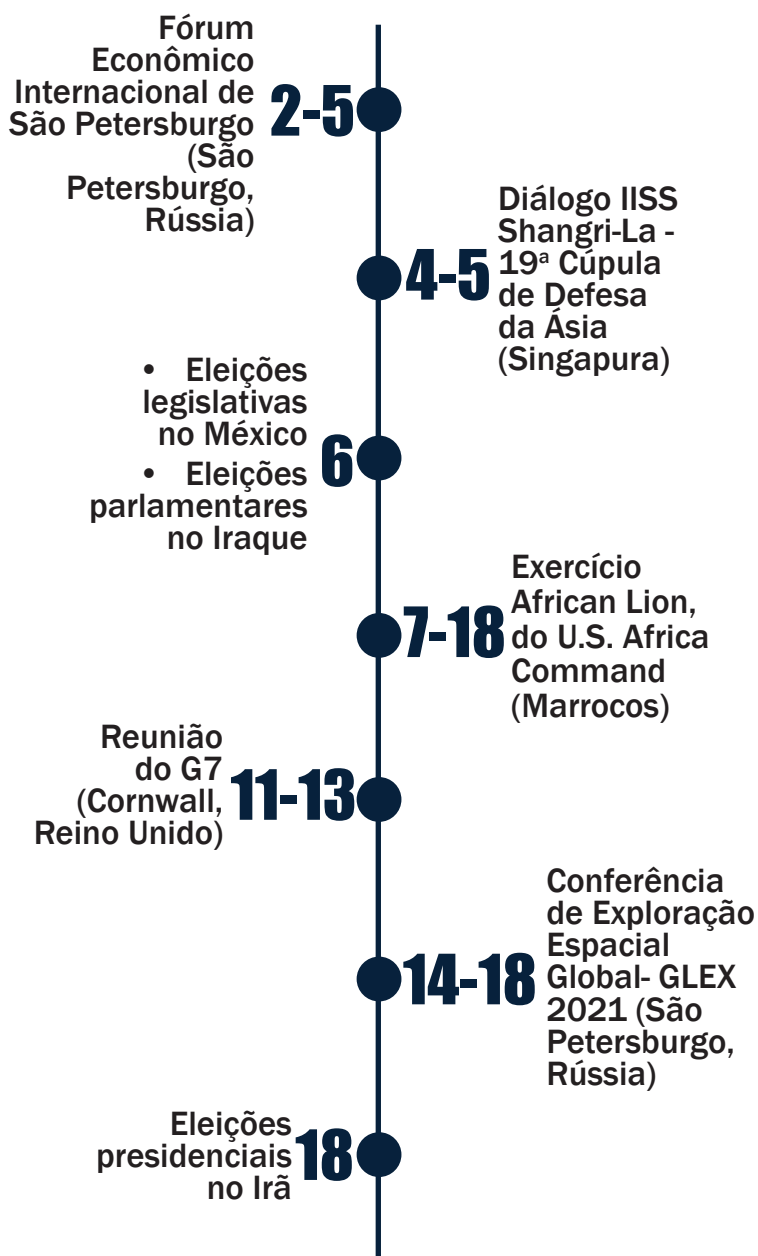 Fórum
Econômico
Internacional de
São Petersburgo
(São
Petersburgo,
Rússia)
2-5
4-5
Diálogo IISS
Shangri-La -
19ª Cúpula
de Defesa
da Ásia
(Singapura)
• Eleições
legislativas
no México
• Eleições
parlamentares
no Iraque
6
7-18
Exercício
African Lion,
do U.S. Africa
Command
(Marrocos)
Reunião
do G7
(Cornwall,
Reino Unido)
11-13
14-18
Conferência
de Exploração
Espacial
Global- GLEX
2021 (São
Petersburgo,
Rússia)
Eleições
presidenciais
no Irã
18